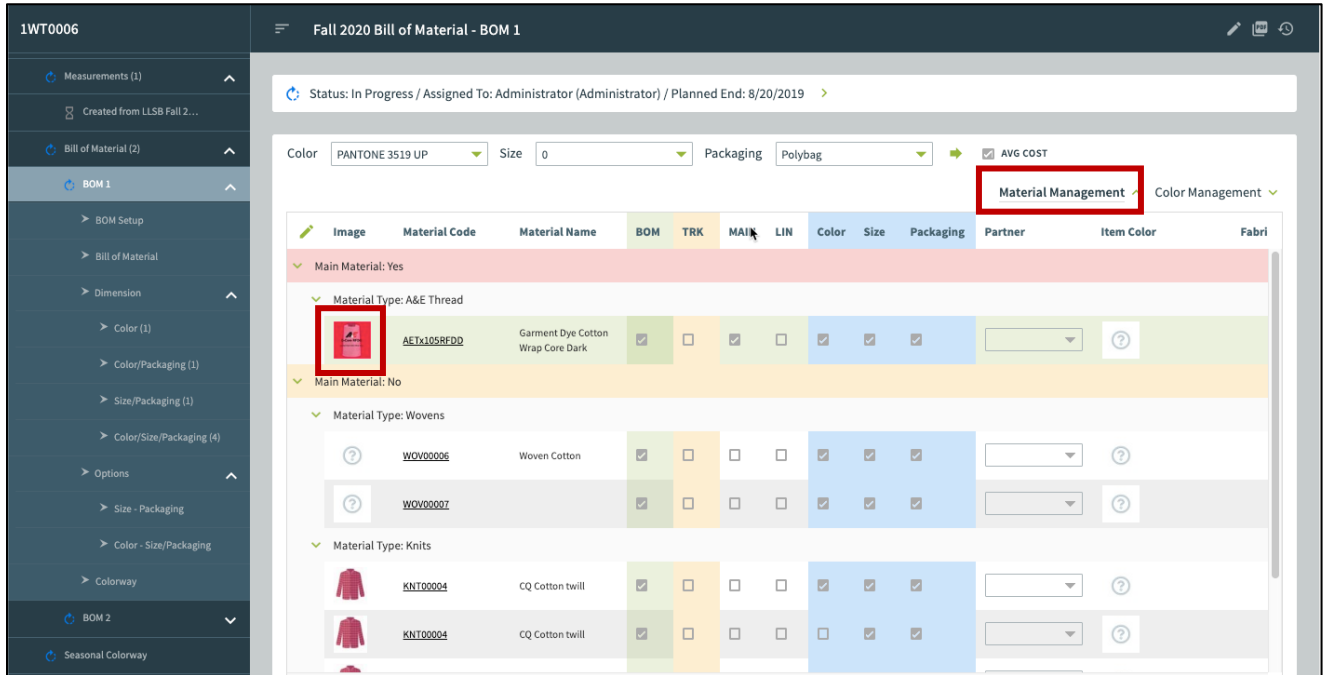 1WT0006
Fall 2020 Bill of Material - BOM 1
PDF
Measurements (1)
Created from LLSB Fall 2...
Bill of Material (2)
BOM 1
BOM Setup
Bill of Material
Dimension
Color (1)
Color/Packaging (1)
Size/Packaging (1)
Color/Size/Packaging (4)
Options
Size - Packaging
Color - Size/Packaging
Colorway
BOM 2
Seasonal Colorway
Status: In Progress / Assigned To: Administrator (Administrator) / Planned End: 8/20/2019
Color PANTONE 3519 UP Size 0 Packaging Polybag AVG COST
Material Management Color Management
Image Material Code Material Name BOM TRK MAIN LIN Color Size Packaging Partner Item Color Fabri
Main Material: Yes
Material Type: A&E Thread
AETx105RFDD Garment Dye Cotton
Wrap Core Dark
Main Material: No
Material Type: Wovens
WOV00006 Woven Cotton
WOV00007
Material Type: Knits
KNT00004 CQ Cotton twill
KNT00004 CQ Cotton twill